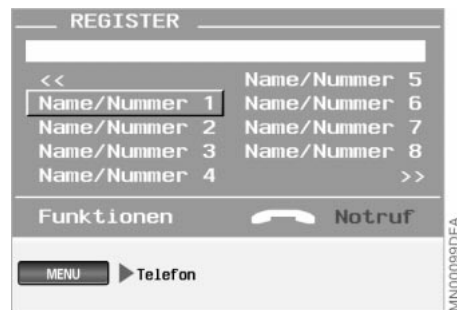 REGISTER
<< Name/Nummer 5
Name/Nummer 1 Name/Nummer 6
Name/Nummer 2 Name/Nummer 7
Name/Nummer 3 Name/Nummer 8
Name/Nummer 4 >>
Funktionen Notruf
MENU Telefon
MN00099DEA